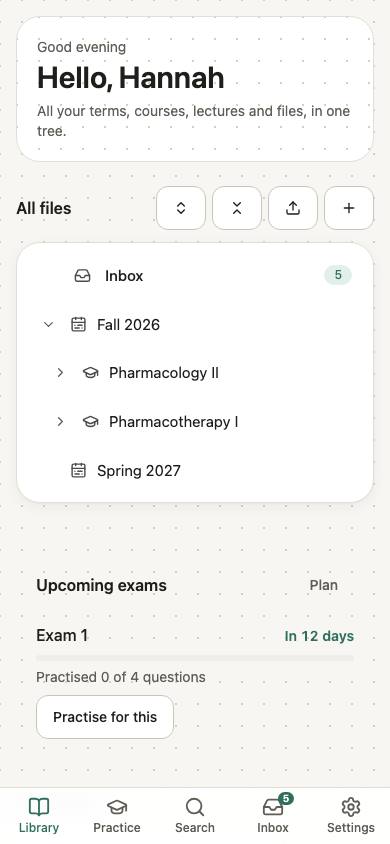 Good evening
Hello, Hannah
All your terms, courses, lectures and files, in one
tree.
All files
Inbox 5
Fall 2026
Pharmacology II
Pharmacotherapy I
Spring 2027
Upcoming exams Plan
Exam 1 In 12 days
Practised 0 of 4 questions
Practise for this
5
Library Practice Search Inbox Settings